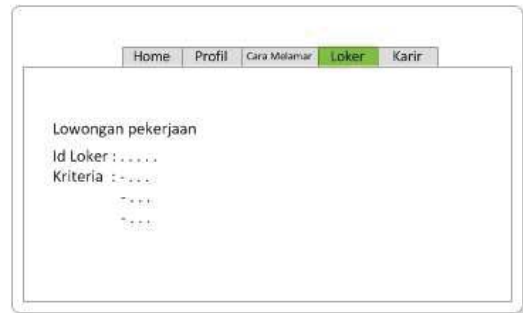 Home Profil Cara Melamar Loker Karir
Lowongan pekerjaan
Id Loker : . . . . .
Kriteria : - . . .
- . . .
- . . .